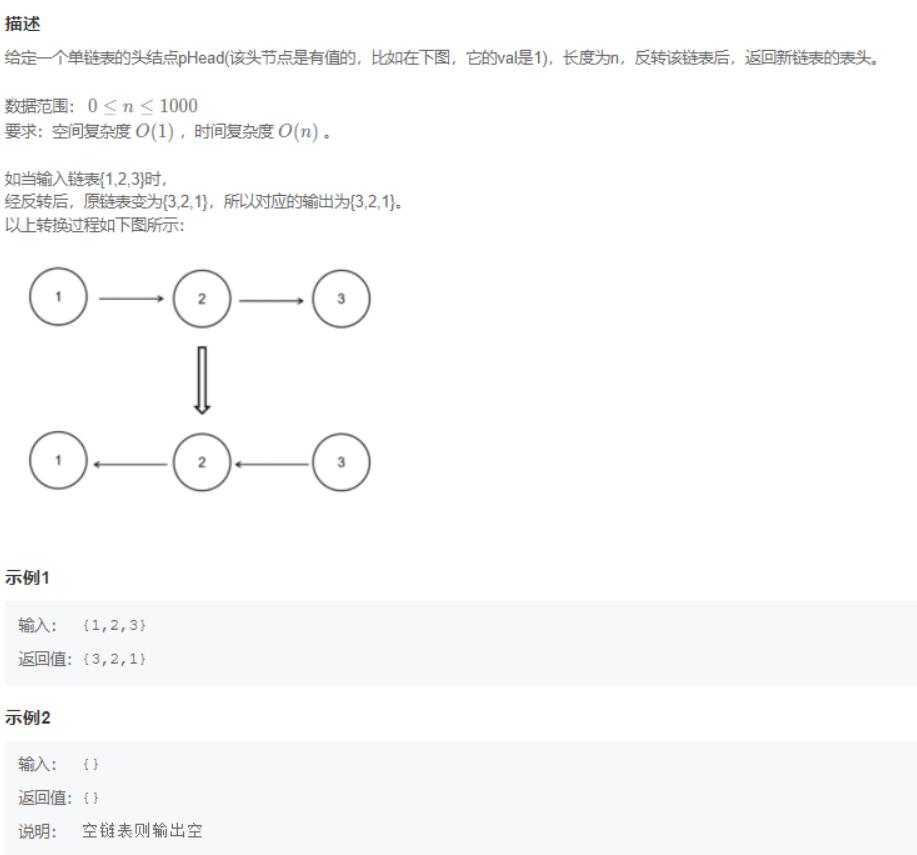 描述
给定一个单链表的头结点pHead(该头节点是有值的，比如在下图，它的val是1)，长度为n，反转该链表后，返回新链表的表头。
数据范围： 0 ≤ n ≤ 1000
要求：空间复杂度 O(1) ，时间复杂度 O(n) 。
如当输入链表{1,2,3}时，
经反转后，原链表变为{3,2,1}，所以对应的输出为{3,2,1}。
以上转换过程如下图所示：
1 2 3
1 2 3
示例1
输入： {1,2,3}
返回值： {3,2,1}
示例2
输入： {}
返回值： {}
说明： 空链表则输出空